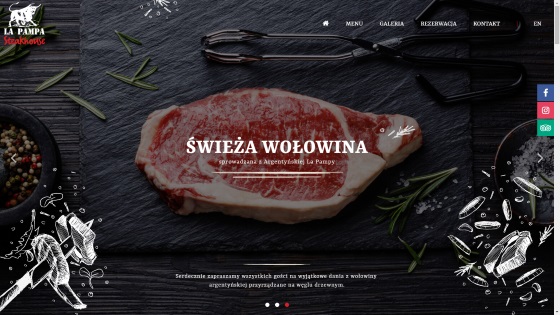 LA PAMPA
Steakhouse
MENU
GALERIA
REZERWACJA
KONTAKT
EN
ŚWIEŻA WOŁOWINA
sprowadzana z Argentyńskiej La Pampy
Serdecznie zapraszamy wszystkich gości na wyjątkowe dania z wołowiny
argentyńskiej przyrządzane na węglu drzewnym.